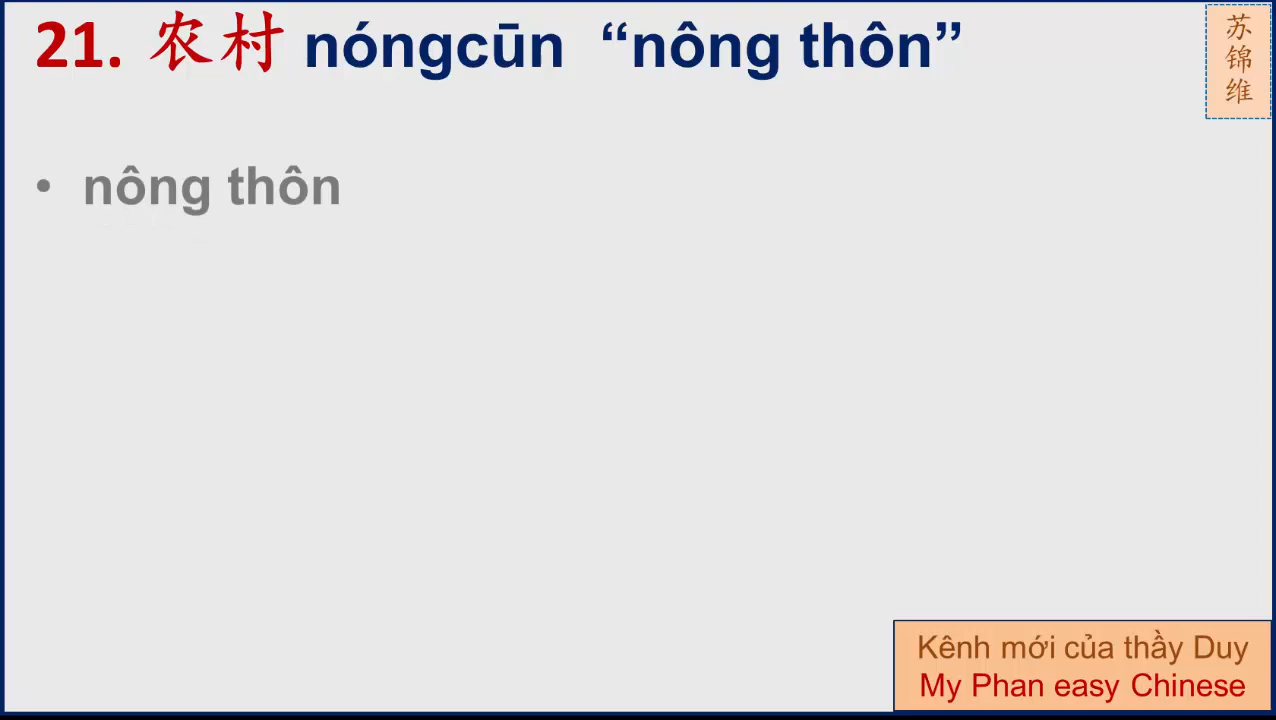 21. 农村 nóngcūn “nông thôn”
苏锦维
• nông thôn
Kênh mới của thầy Duy
My Phan easy Chinese